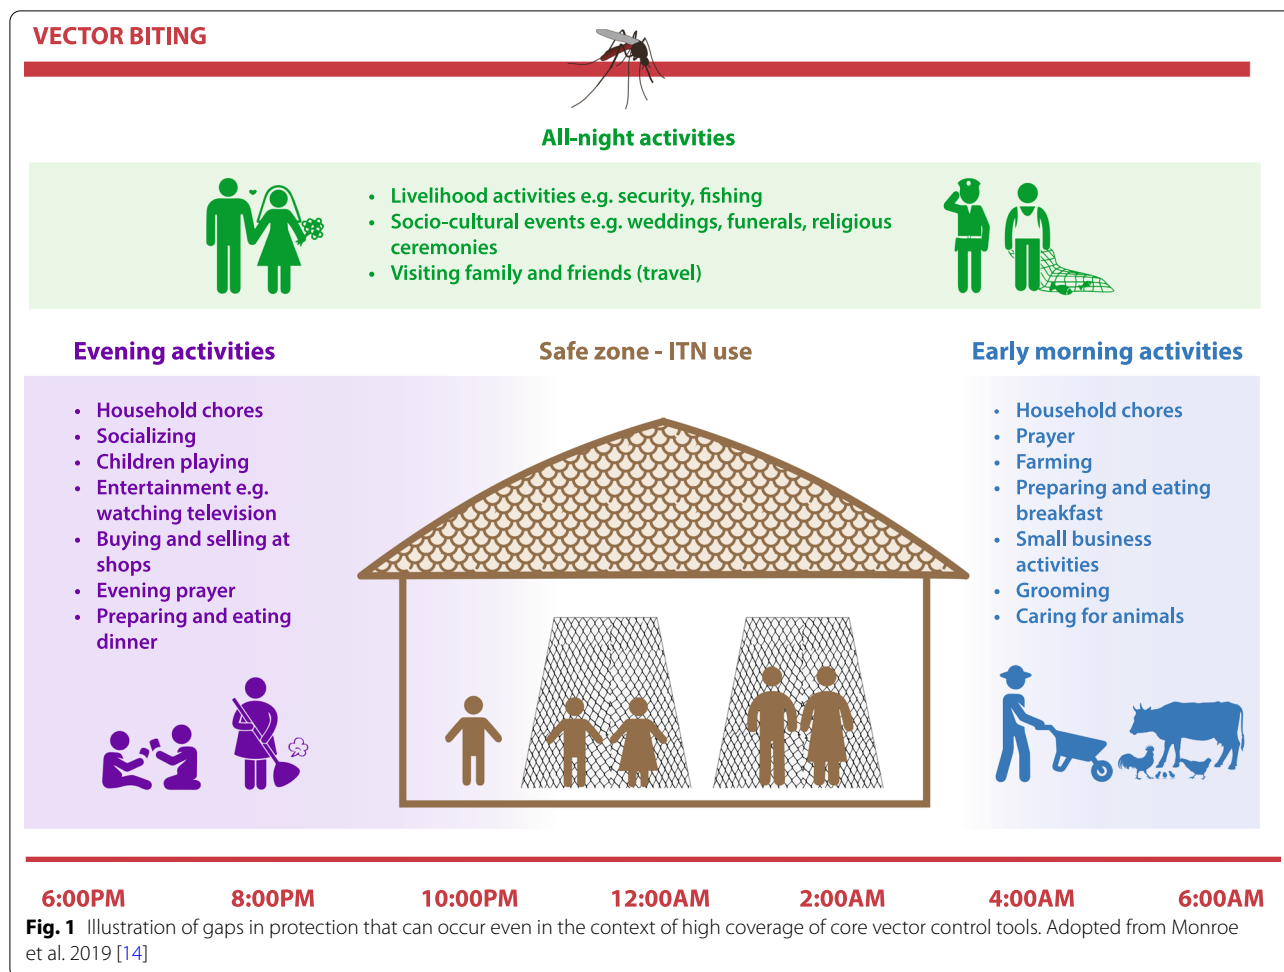 VECTOR BITING
All-night activities
• Livelihood activities e.g. security, fishing
• Socio-cultural events e.g. weddings, funerals, religious
ceremonies
• Visiting family and friends (travel)
Evening activities
• Household chores
• Socializing
• Children playing
• Entertainment e.g.
watching television
• Buying and selling at
shops
• Evening prayer
• Preparing and eating
dinner
Safe zone - ITN use
Early morning activities
• Household chores
• Prayer
• Farming
• Preparing and eating
breakfast
• Small business
activities
• Grooming
• Caring for animals
6:00PM 8:00PM 10:00PM 12:00AM 2:00AM 4:00AM 6:00AM
Fig. 1 Illustration of gaps in protection that can occur even in the context of high coverage of core vector control tools. Adopted from Monroe
et al. 2019 [14]